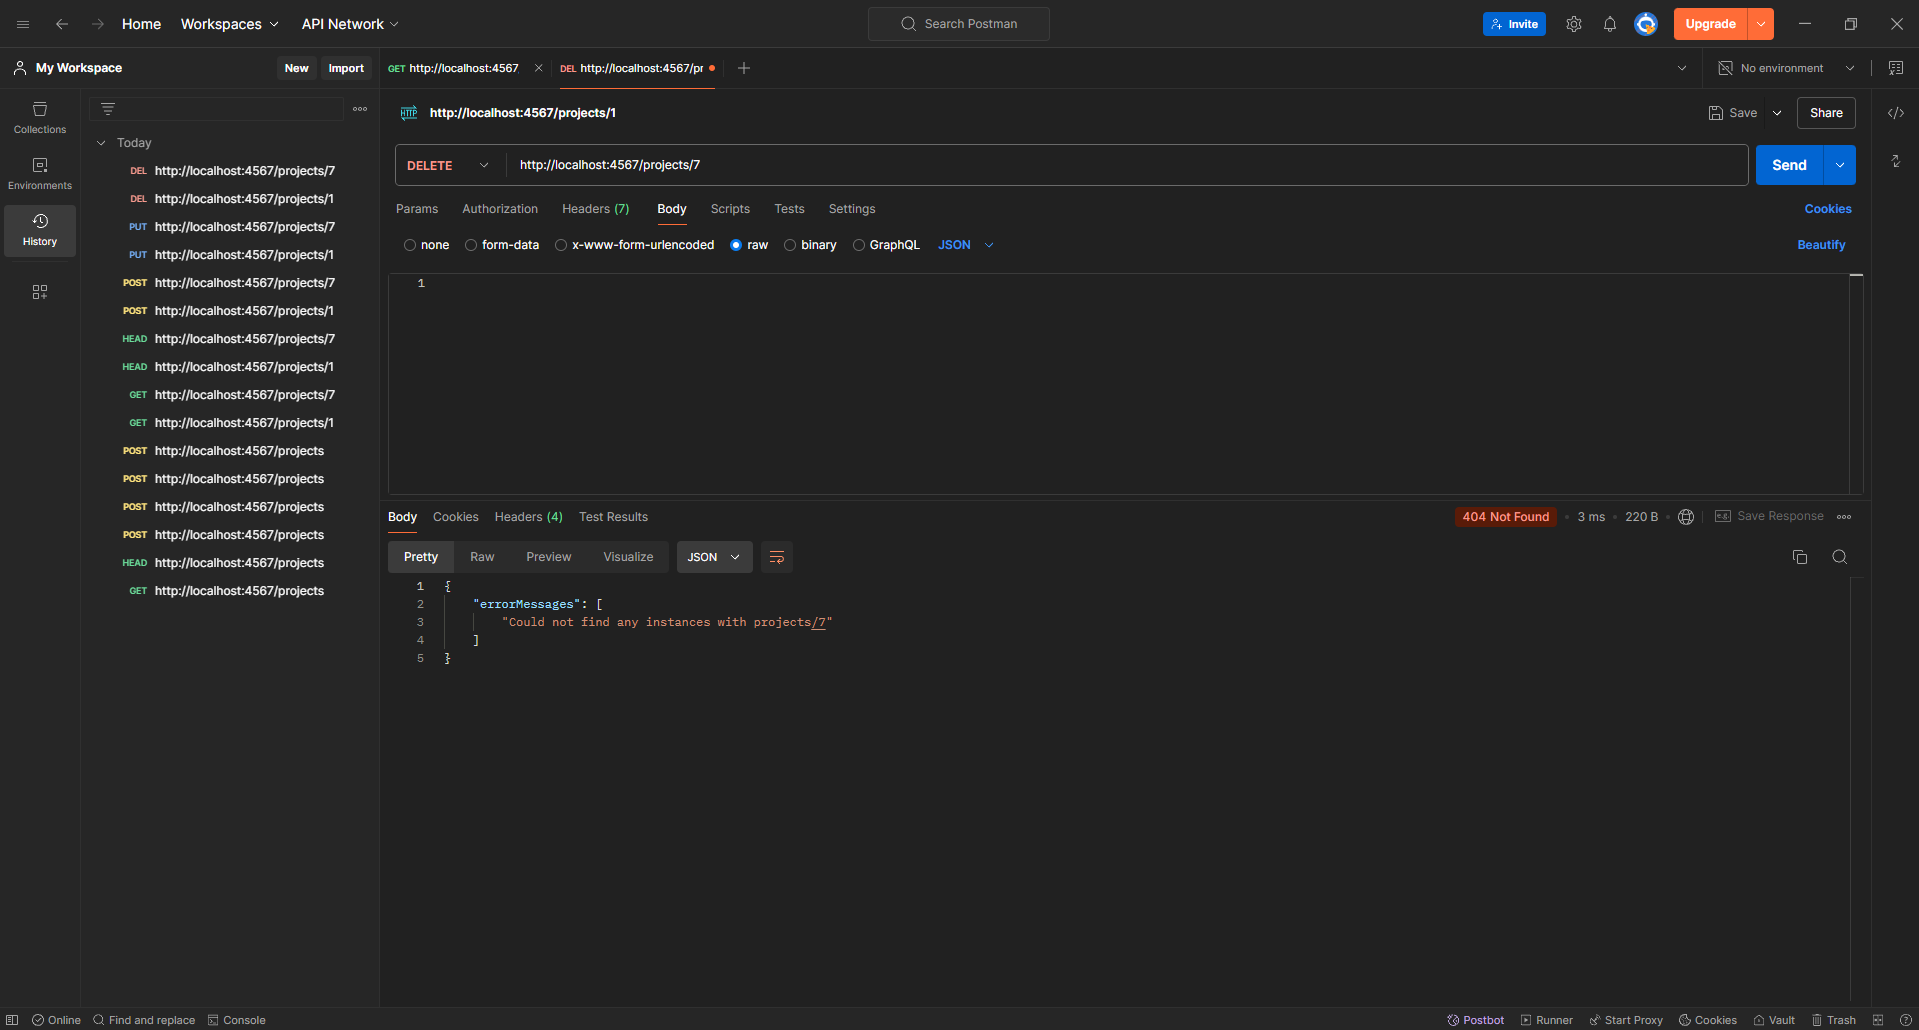 Home Workspaces API Network Search Postman Invite Upgrade
My Workspace New Import GET http://localhost:4567 DEL http://localhost:4567/pr No environment
http://localhost:4567/projects/1 Save Share
DELETE http://localhost:4567/projects/7 Send
Params Authorization Headers (7) Body Scripts Tests Settings Cookies
none form-data x-www-form-urlencoded raw binary GraphQL JSON Beautify
1
Collections
Environments
History
Today
DEL http://localhost:4567/projects/7
DEL http://localhost:4567/projects/1
PUT http://localhost:4567/projects/7
PUT http://localhost:4567/projects/1
POST http://localhost:4567/projects/7
POST http://localhost:4567/projects/1
HEAD http://localhost:4567/projects/7
HEAD http://localhost:4567/projects/1
GET http://localhost:4567/projects/7
GET http://localhost:4567/projects/1
POST http://localhost:4567/projects
POST http://localhost:4567/projects
POST http://localhost:4567/projects
POST http://localhost:4567/projects
HEAD http://localhost:4567/projects
GET http://localhost:4567/projects
Body Cookies Headers (4) Test Results 404 Not Found 3 ms 220 B e.g. Save Response
Pretty Raw Preview Visualize JSON
1 {
2 "errorMessages": [
3 "Could not find any instances with projects/7"
4 ]
5 }
Online Find and replace Console Postbot Runner Start Proxy Cookies Vault Trash